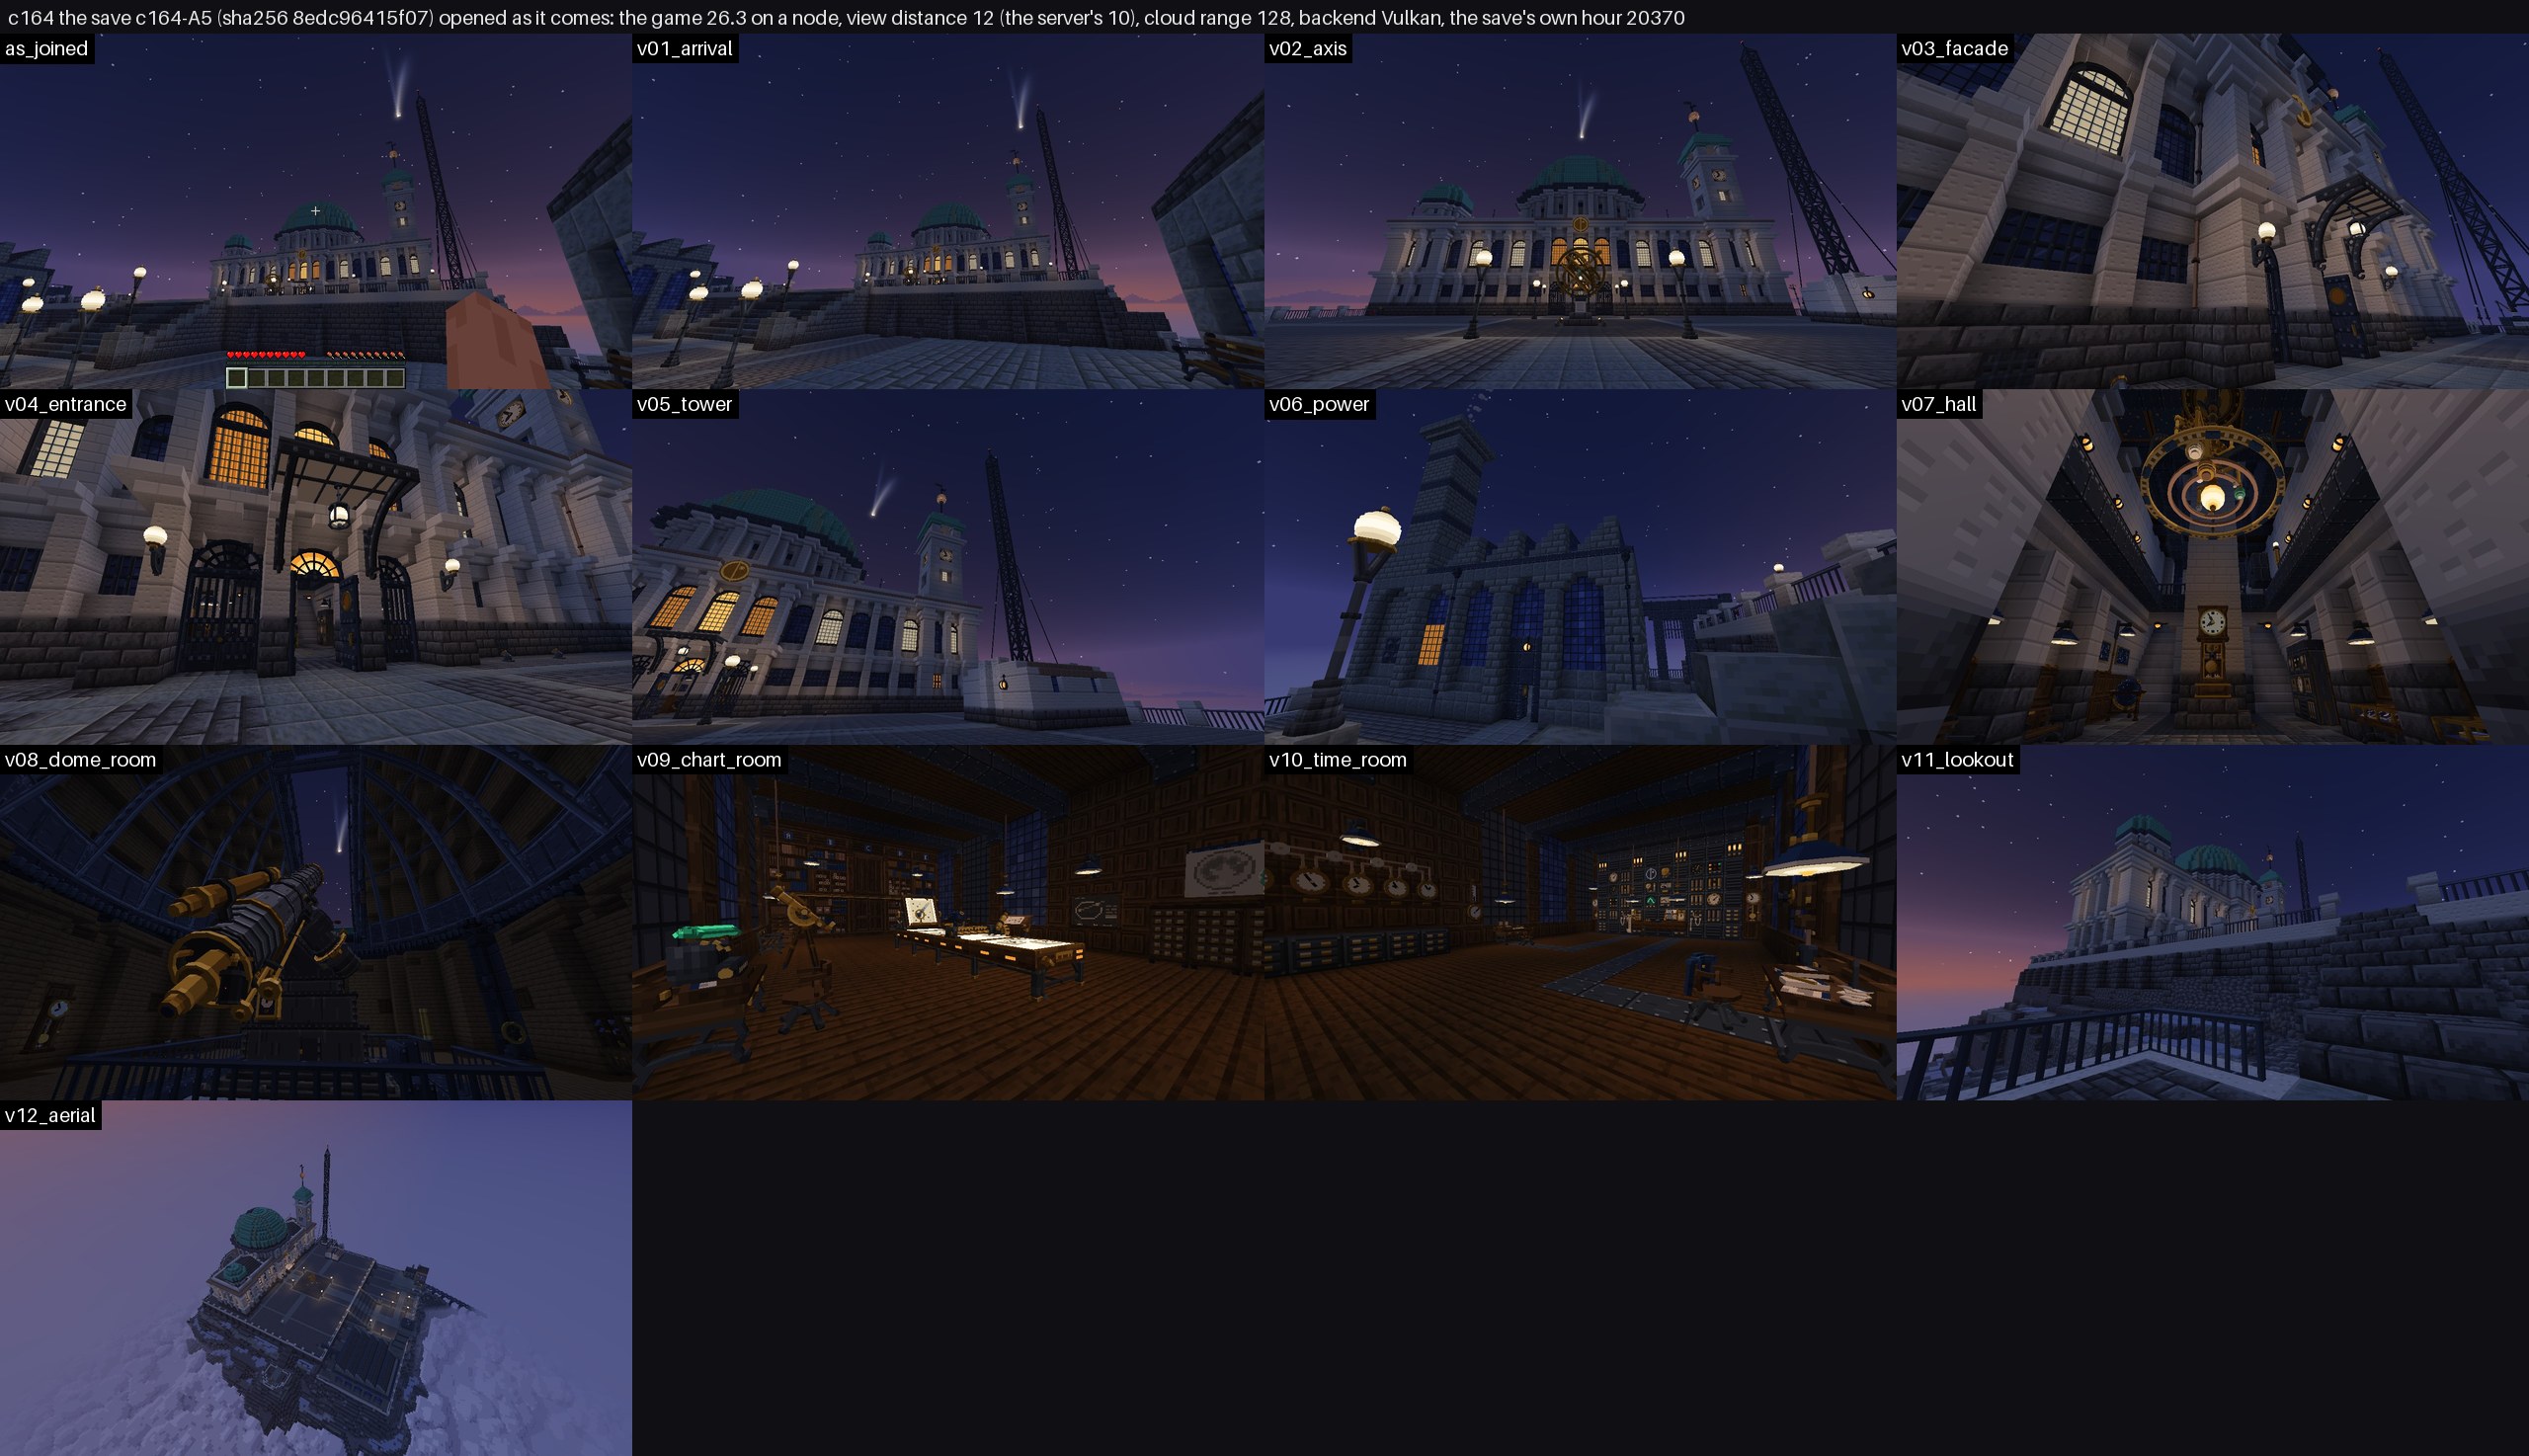 c164 the save c164-A5 (sha256 8edc96415f07) opened as it comes: the game 26.3 on a node, view distance 12 (the server's 10), cloud range 128, backend Vulkan, the save's own hour 20370
as_joined
v01_arrival
v02_axis
v03_facade
v04_entrance
v05_tower
v06_power
v07_hall
v08_dome_room
v09_chart_room
v10_time_room
v11_lookout
v12_aerial